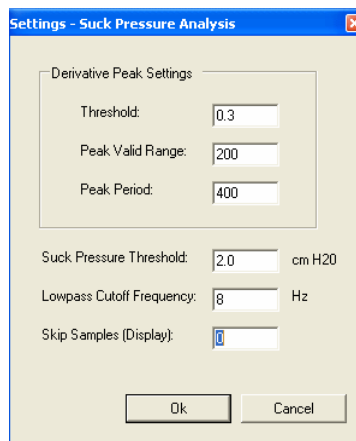 Settings - Suck Pressure Analysis
Derivative Peak Settings
Threshold: 0.3
Peak Valid Range: 200
Peak Period: 400
Suck Pressure Threshold: 2.0 cm H20
Lowpass Cutoff Frequency: 8 Hz
Skip Samples (Display): 0
Ok Cancel